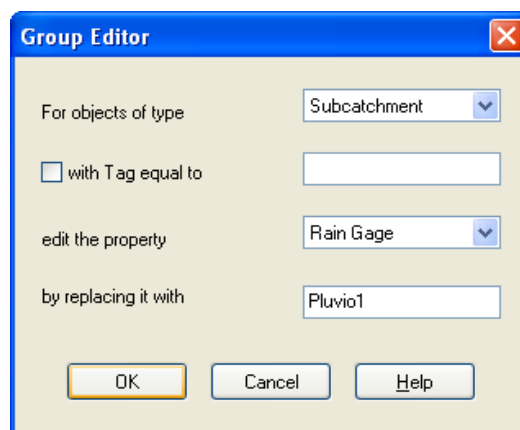 Group Editor
For objects of type Subcatchment
with Tag equal to
edit the property Rain Gage
by replacing it with Pluvio1
OK Cancel Help